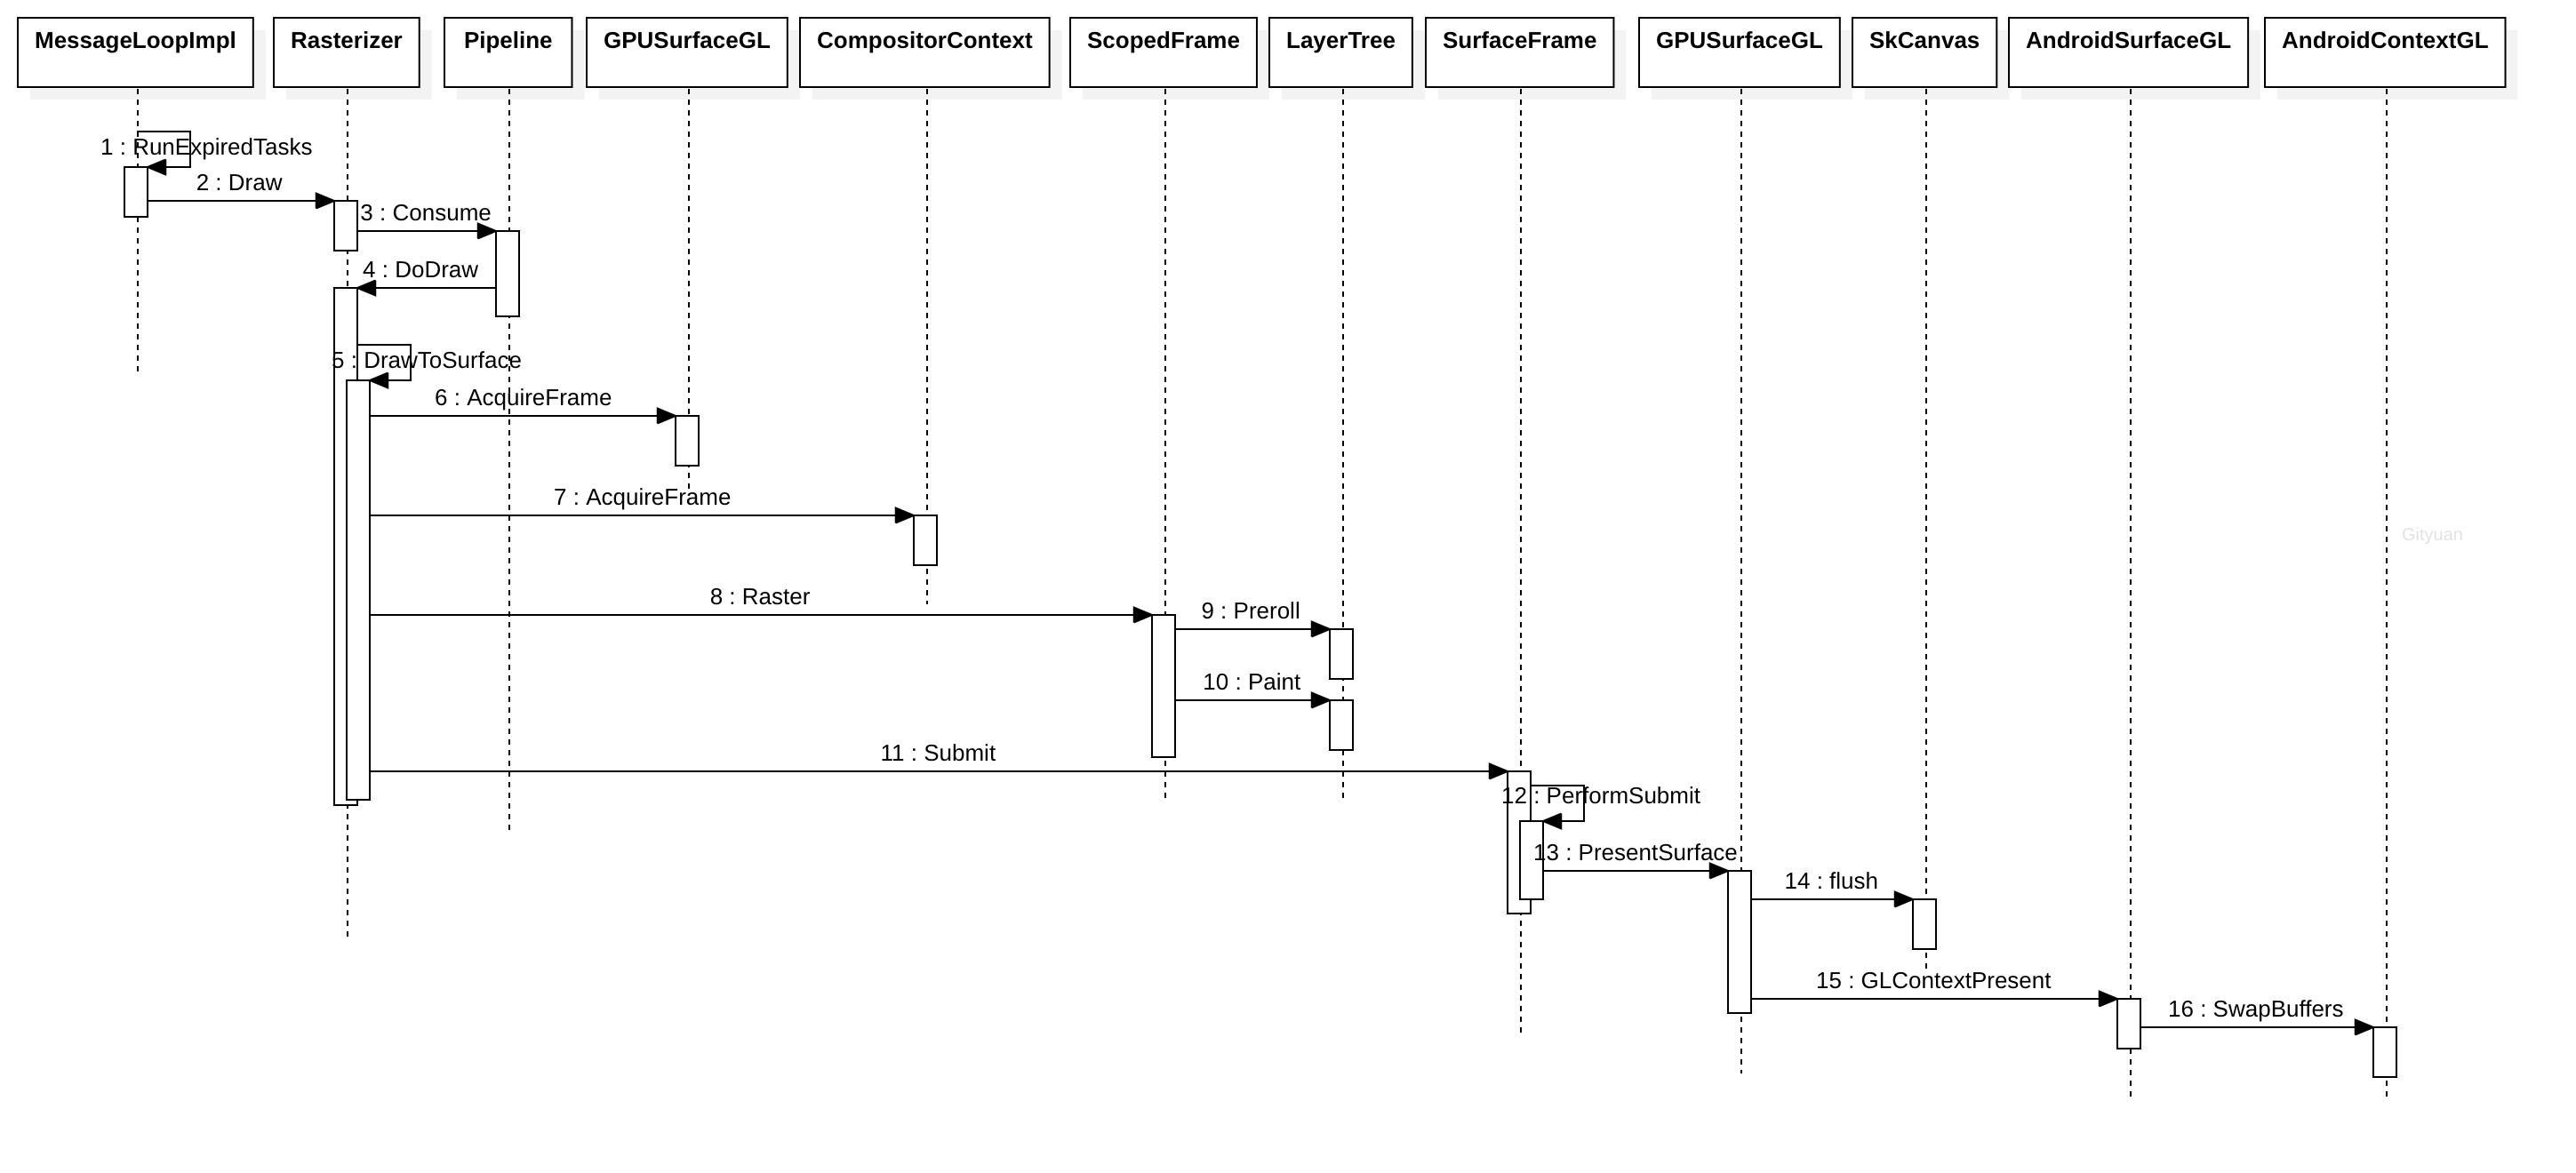 MessageLoopImpl
Rasterizer
Pipeline
GPUSurfaceGL
CompositorContext
ScopedFrame
LayerTree
SurfaceFrame
GPUSurfaceGL
SkCanvas
AndroidSurfaceGL
AndroidContextGL
1 : RunExpiredTasks
2 : Draw
3 : Consume
4 : DoDraw
5 : DrawToSurface
6 : AcquireFrame
7 : AcquireFrame
Gityuan
8 : Raster
9 : Preroll
10 : Paint
11 : Submit
12 : PerformSubmit
13 : PresentSurface
14 : flush
15 : GLContextPresent
16 : SwapBuffers